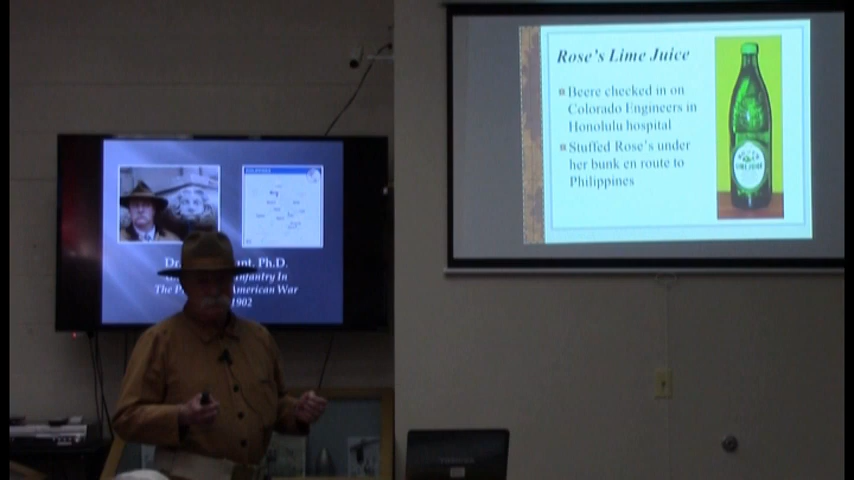 Rose's Lime Juice
Beere checked in on
Colorado Engineers in
Honolulu hospital
Stuffed Rose's under
her bunk en route to
Philippines
LIME JUICE
Ph.D.
Infantry In
American War
1902